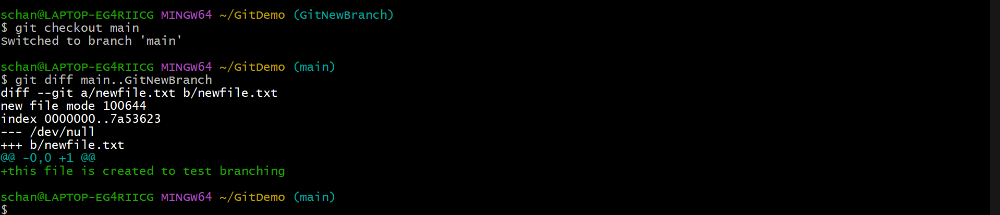 schan@LAPTOP-EG4RIICG MINGW64 ~/GitDemo (GitNewBranch)
$ git checkout main
Switched to branch 'main'
schan@LAPTOP-EG4RIICG MINGW64 ~/GitDemo (main)
$ git diff main..GitNewBranch
diff --git a/newfile.txt b/newfile.txt
new file mode 100644
index 0000000..7a53623
--- /dev/null
+++ b/newfile.txt
@@ -0,0 +1 @@
+this file is created to test branching
schan@LAPTOP-EG4RIICG MINGW64 ~/GitDemo (main)
$